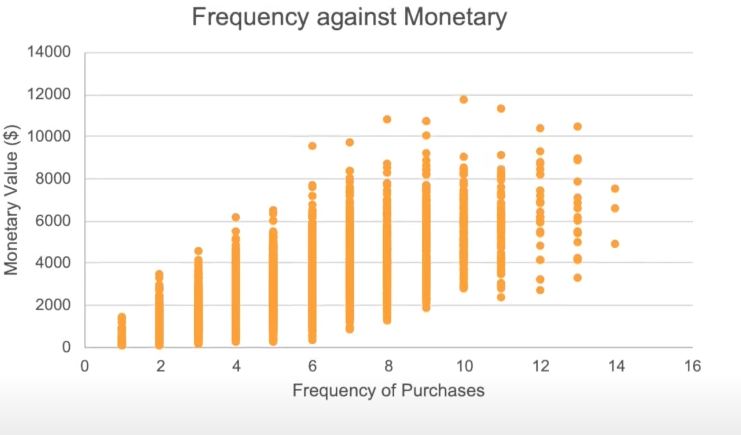 Frequency against Monetary
14000
12000
10000
8000
6000
4000
2000
0
Monetary Value ($)
0 2 4 6 8 10 12 14 16
Frequency of Purchases